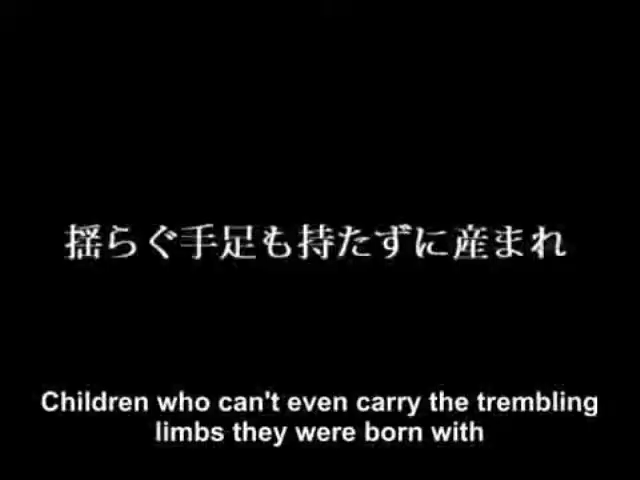 揺らぐ手足も持たずに産まれ
Children who can't even carry the trembling
limbs they were born with